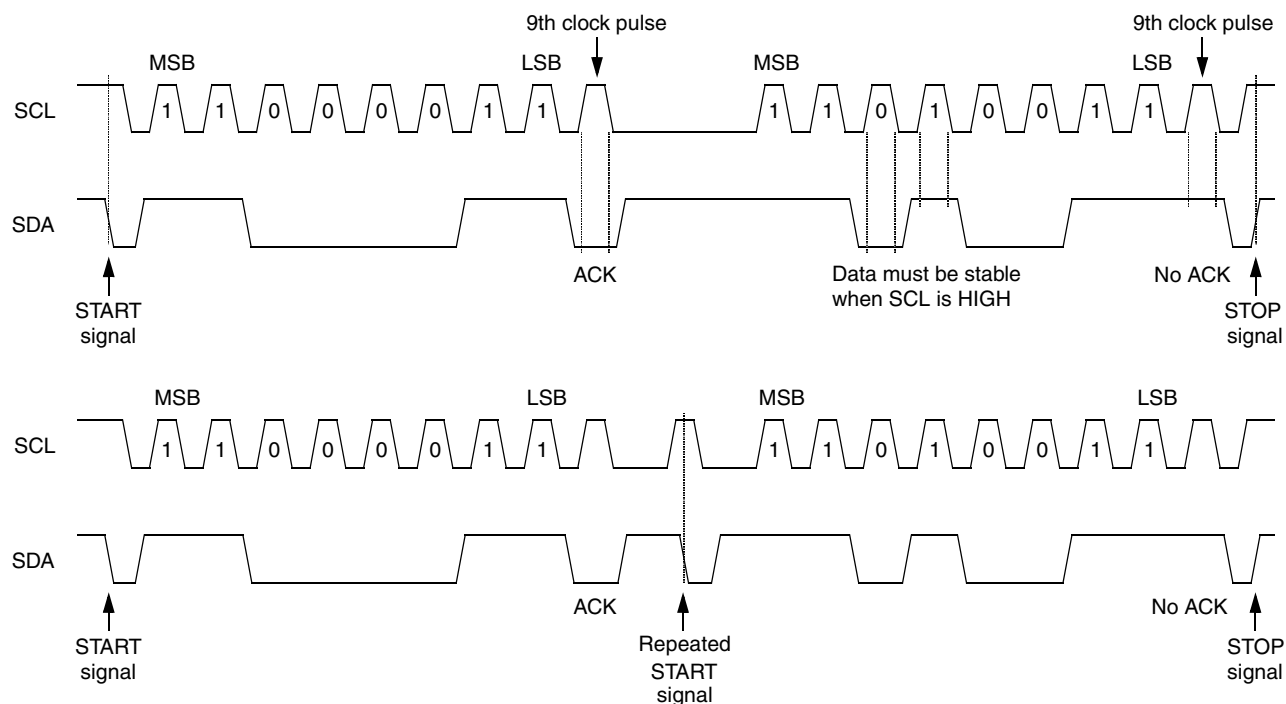 9th clock pulse 9th clock pulse
MSB LSB MSB LSB
SCL 1 1 0 0 0 0 1 1 1 1 0 1 0 0 1 1
SDA
ACK Data must be stable when SCL is HIGH No ACK
START signal STOP signal
MSB LSB MSB LSB
SCL 1 1 0 0 0 0 1 1 1 1 0 1 0 0 1 1
SDA
ACK No ACK
START signal Repeated START signal STOP signal